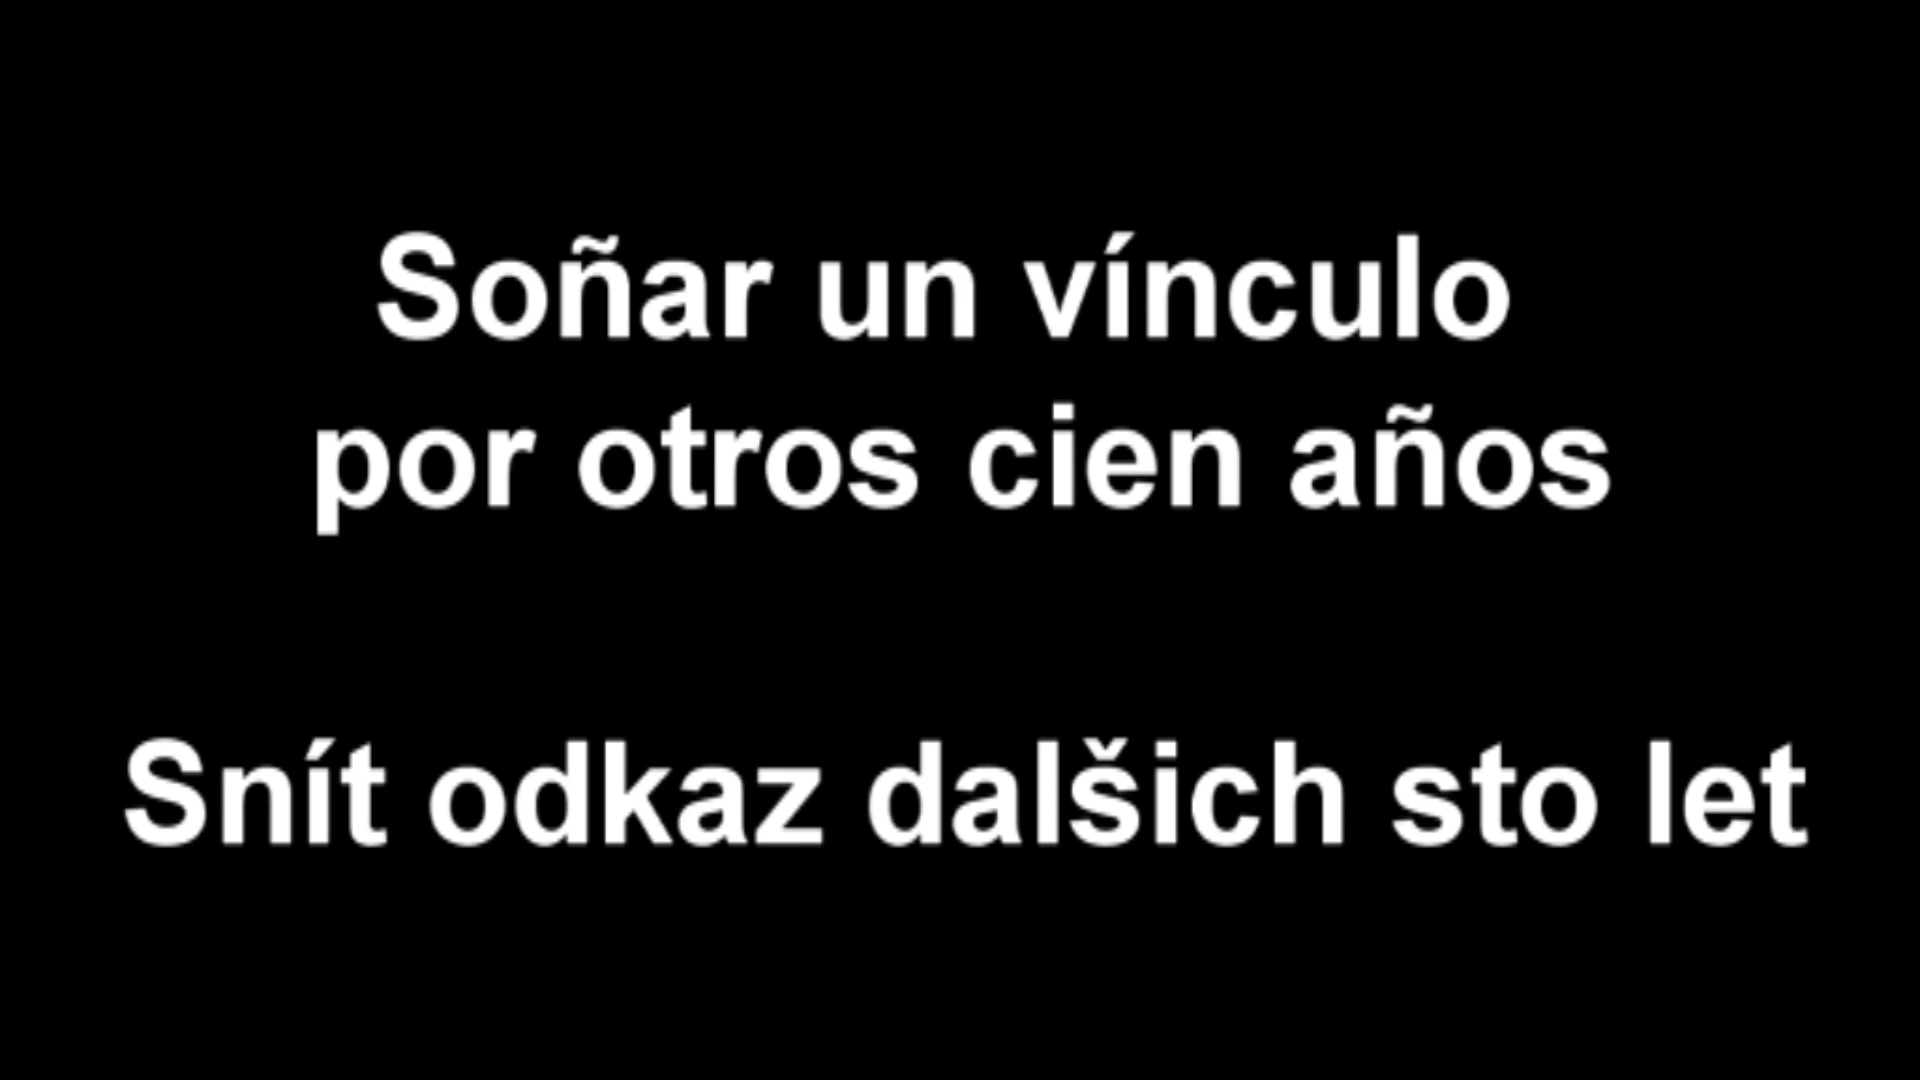 Soñar un vínculo
por otros cien años
Snít odkaz dalšich sto let